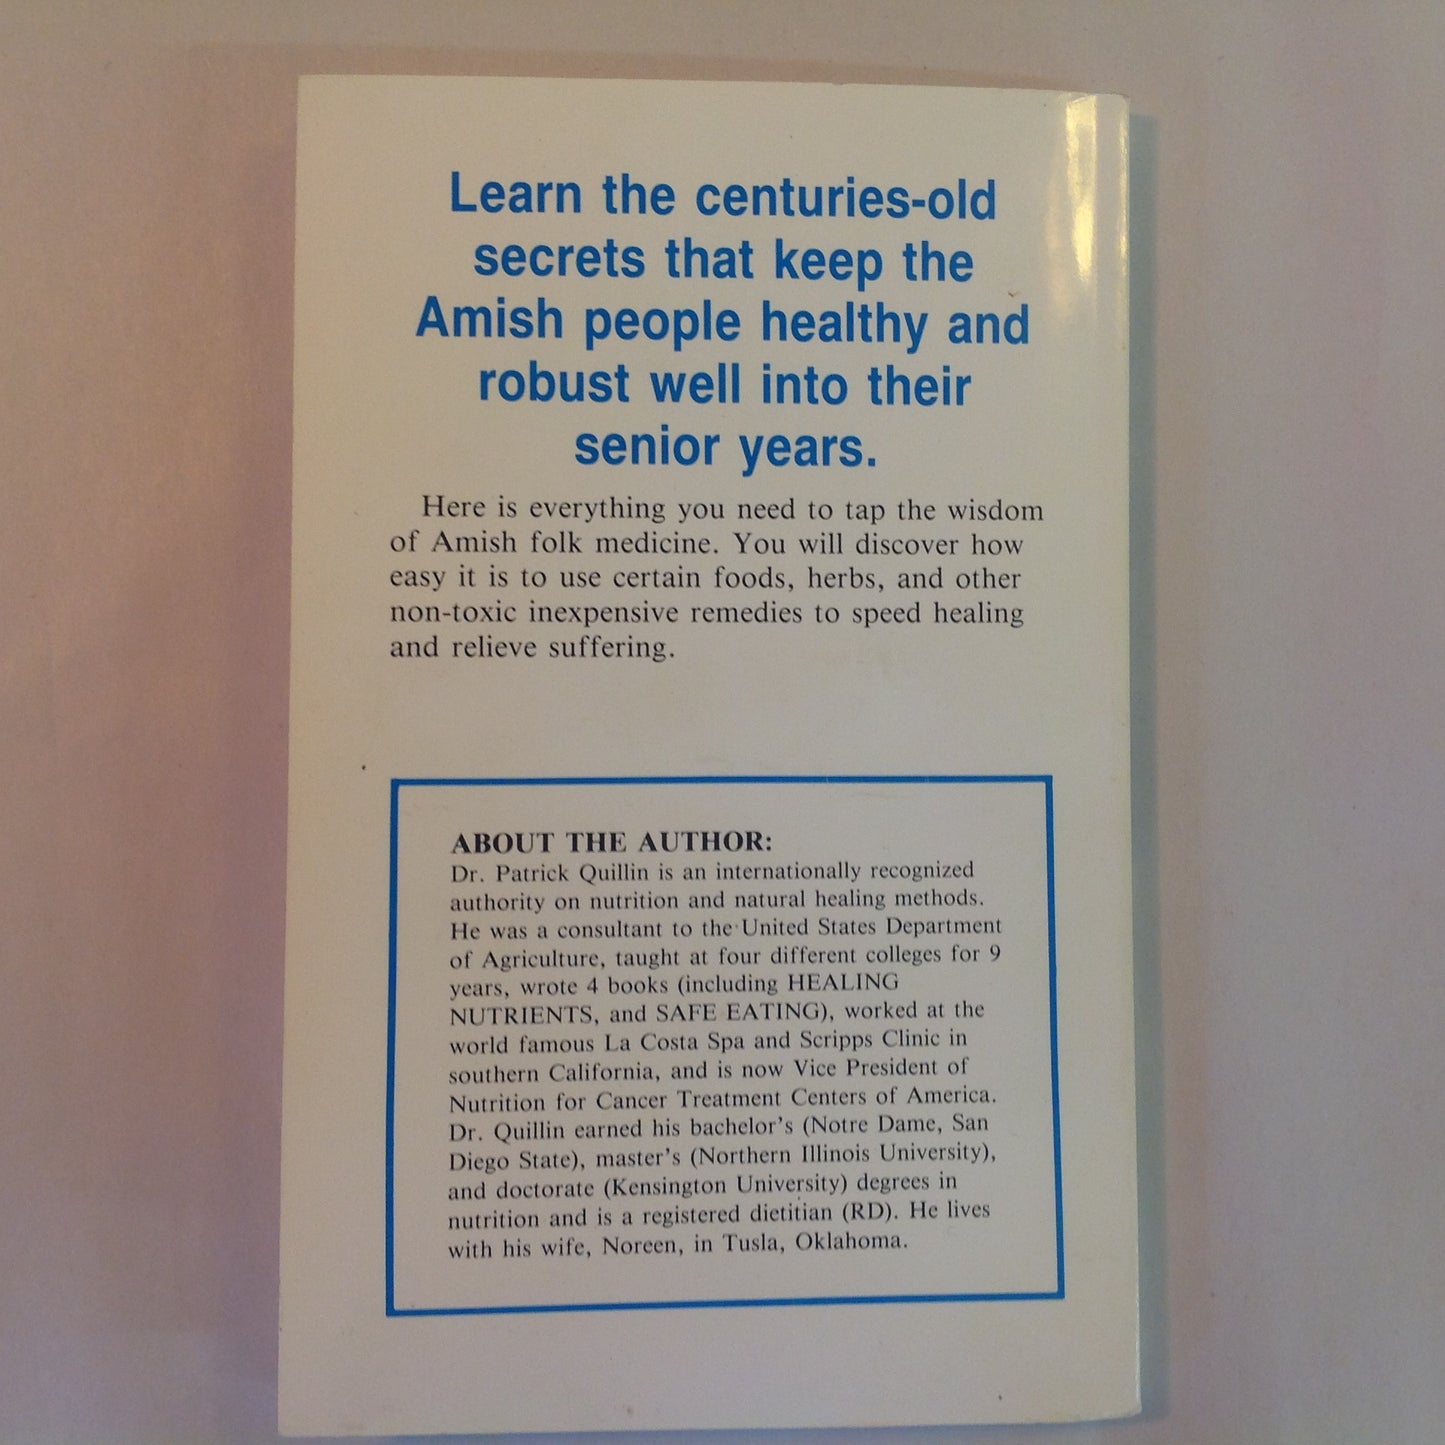 Learn the centuries-old
secrets that keep the
Amish people healthy and
robust well into their
senior years.
Here is everything you need to tap the wisdom
of Amish folk medicine. You will discover how
easy it is to use certain foods, herbs, and other
non-toxic inexpensive remedies to speed healing
and relieve suffering.
ABOUT THE AUTHOR:
Dr. Patrick Quillin is an internationally recognized
authority on nutrition and natural healing methods.
He was a consultant to the United States Department
of Agriculture, taught at four different colleges for 9
years, wrote 4 books (including HEALING
NUTRIENTS, and SAFE EATING), worked at the
world famous La Costa Spa and Scripps Clinic in
southern California, and is now Vice President of
Nutrition for Cancer Treatment Centers of America.
Dr. Quillin earned his bachelor's (Notre Dame, San
Diego State), master's (Northern Illinois University),
and doctorate (Kensington University) degrees in
nutrition and is a registered dietitian (RD). He lives
with his wife, Noreen, in Tusla, Oklahoma.